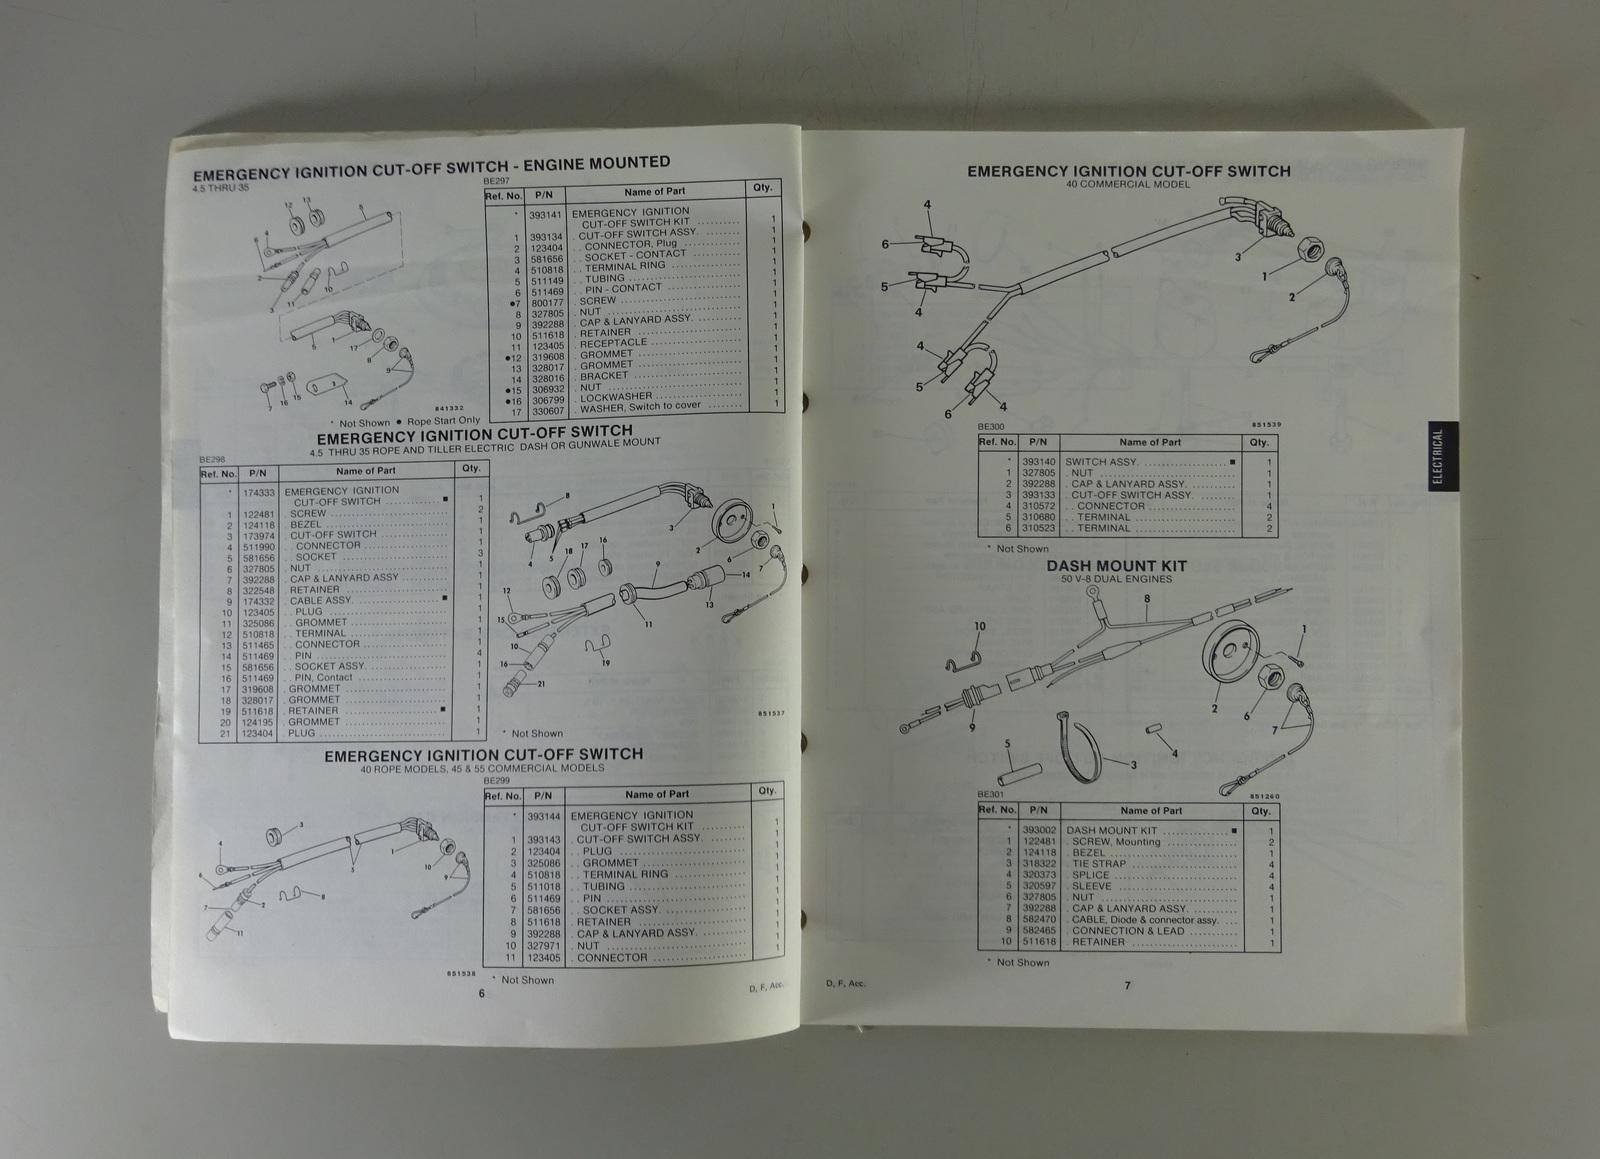 EMERGENCY IGNITION CUT-OFF SWITCH - ENGINE MOUNTED
4.5 THRU 35
BE297
Ref. No. P/N Name of Part Qty.
* 393141 EMERGENCY IGNITION
CUT-OFF SWITCH KIT .......... 1
1 393134 . CUT-OFF SWITCH ASSY. ........ 1
2 123404 . . CONNECTOR, Plug ........... 1
3 581656 . . SOCKET - CONTACT ........... 1
4 510818 . . TERMINAL RING ........... 1
5 511149 . . TUBING ........... 1
6 511469 . . PIN - CONTACT ........... 1
●7 800177 . SCREW ........... 1
8 327805 . NUT ........... 1
9 392288 . CAP & LANYARD ASSY. ........... 1
10 511618 . RETAINER ........... 1
11 123405 . RECEPTACLE ........... 1
●12 319608 . GROMMET ........... 1
13 328017 . GROMMET ........... 1
14 328016 . BRACKET ........... 1
●15 306932 . NUT ........... 1
●16 306799 . LOCKWASHER ........... 1
17 330607 . WASHER, Switch to cover ........ 1
841332
* Not Shown ● Rope Start Only
EMERGENCY IGNITION CUT-OFF SWITCH
4.5 THRU 35 ROPE AND TILLER ELECTRIC DASH OR GUNWALE MOUNT
BE298
Ref. No. P/N Name of Part Qty.
* 174333 EMERGENCY IGNITION
CUT-OFF SWITCH ........... ■ 1
1 122481 . SCREW ........... 2
2 124118 . BEZEL ........... 1
3 173974 . CUT-OFF SWITCH ........... 1
4 511990 . . CONNECTOR ........... 1
5 581656 . . SOCKET ........... 3
6 327805 . NUT ........... 1
7 392288 . CAP & LANYARD ASSY ........... 1
8 322548 . RETAINER ........... 1
9 174332 . CABLE ASSY. ........... ■ 1
10 123405 . . PLUG ........... 1
11 325086 . . GROMMET ........... 1
12 510818 . . TERMINAL ........... 1
13 511465 . . CONNECTOR ........... 1
14 511469 . . PIN ........... 4
15 581656 . . SOCKET ASSY. ........... 1
16 511469 . . PIN, Contact ........... 1
17 319608 . GROMMET ........... 1
18 328017 . GROMMET ........... 1
19 511618 . RETAINER ........... ■ 1
20 124195 . GROMMET ........... 1
21 123404 . PLUG ........... 1
851537
* Not Shown
EMERGENCY IGNITION CUT-OFF SWITCH
40 ROPE MODELS, 45 & 55 COMMERCIAL MODELS
BE299
Ref. No. P/N Name of Part Qty.
* 393144 EMERGENCY IGNITION
CUT-OFF SWITCH KIT .......... 1
1 393143 . CUT-OFF SWITCH ASSY. ........... 1
2 123404 . . PLUG ........... 1
3 325086 . . GROMMET ........... 1
4 510818 . . TERMINAL RING ........... 1
5 511018 . . TUBING ........... 1
6 511469 . . PIN ........... 1
7 581656 . . SOCKET ASSY. ........... 1
8 511618 . RETAINER ........... 1
9 392288 . CAP & LANYARD ASSY. ........... 1
10 327971 . NUT ........... 1
11 123405 . CONNECTOR ........... 1
851538
* Not Shown
6
D, F, Acc.
EMERGENCY IGNITION CUT-OFF SWITCH
40 COMMERCIAL MODEL
BE300
851539
Ref. No. P/N Name of Part Qty.
* 393140 SWITCH ASSY. ........... ■ 1
1 327805 . NUT ........... 1
2 392288 . CAP & LANYARD ASSY. ........... 1
3 393133 . CUT-OFF SWITCH ASSY. ........... 1
4 310572 . . CONNECTOR ........... 4
5 310680 . . TERMINAL ........... 2
6 310523 . . TERMINAL ........... 2
* Not Shown
ELECTRICAL
DASH MOUNT KIT
50 V-8 DUAL ENGINES
BE301
851260
Ref. No. P/N Name of Part Qty.
* 393002 DASH MOUNT KIT ........... ■ 1
1 122481 . SCREW, Mounting ........... 2
2 124118 . BEZEL ........... 1
3 318322 . TIE STRAP ........... 4
4 320373 . SPLICE ........... 4
5 320597 . SLEEVE ........... 4
6 327805 . NUT ........... 1
7 392288 . CAP & LANYARD ASSY. ........... 1
8 582470 . CABLE, Diode & connector assy. ... 1
9 582465 . CONNECTION & LEAD ........... 1
10 511618 . RETAINER ........... 1
* Not Shown
D, F, Acc.
7